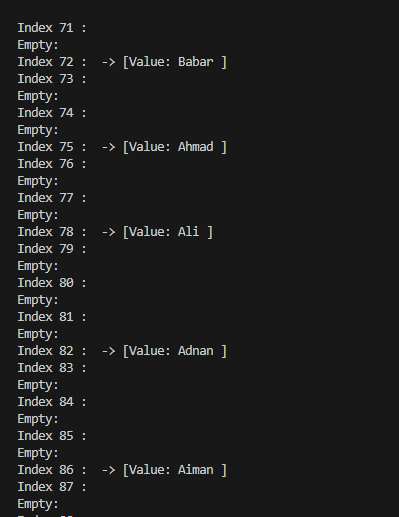 Index 71 :
Empty:
Index 72 :  -> [Value: Babar ]
Index 73 :
Empty:
Index 74 :
Empty:
Index 75 :  -> [Value: Ahmad ]
Index 76 :
Empty:
Index 77 :
Empty:
Index 78 :  -> [Value: Ali ]
Index 79 :
Empty:
Index 80 :
Empty:
Index 81 :
Empty:
Index 82 :  -> [Value: Adnan ]
Index 83 :
Empty:
Index 84 :
Empty:
Index 85 :
Empty:
Index 86 :  -> [Value: Aiman ]
Index 87 :
Empty: